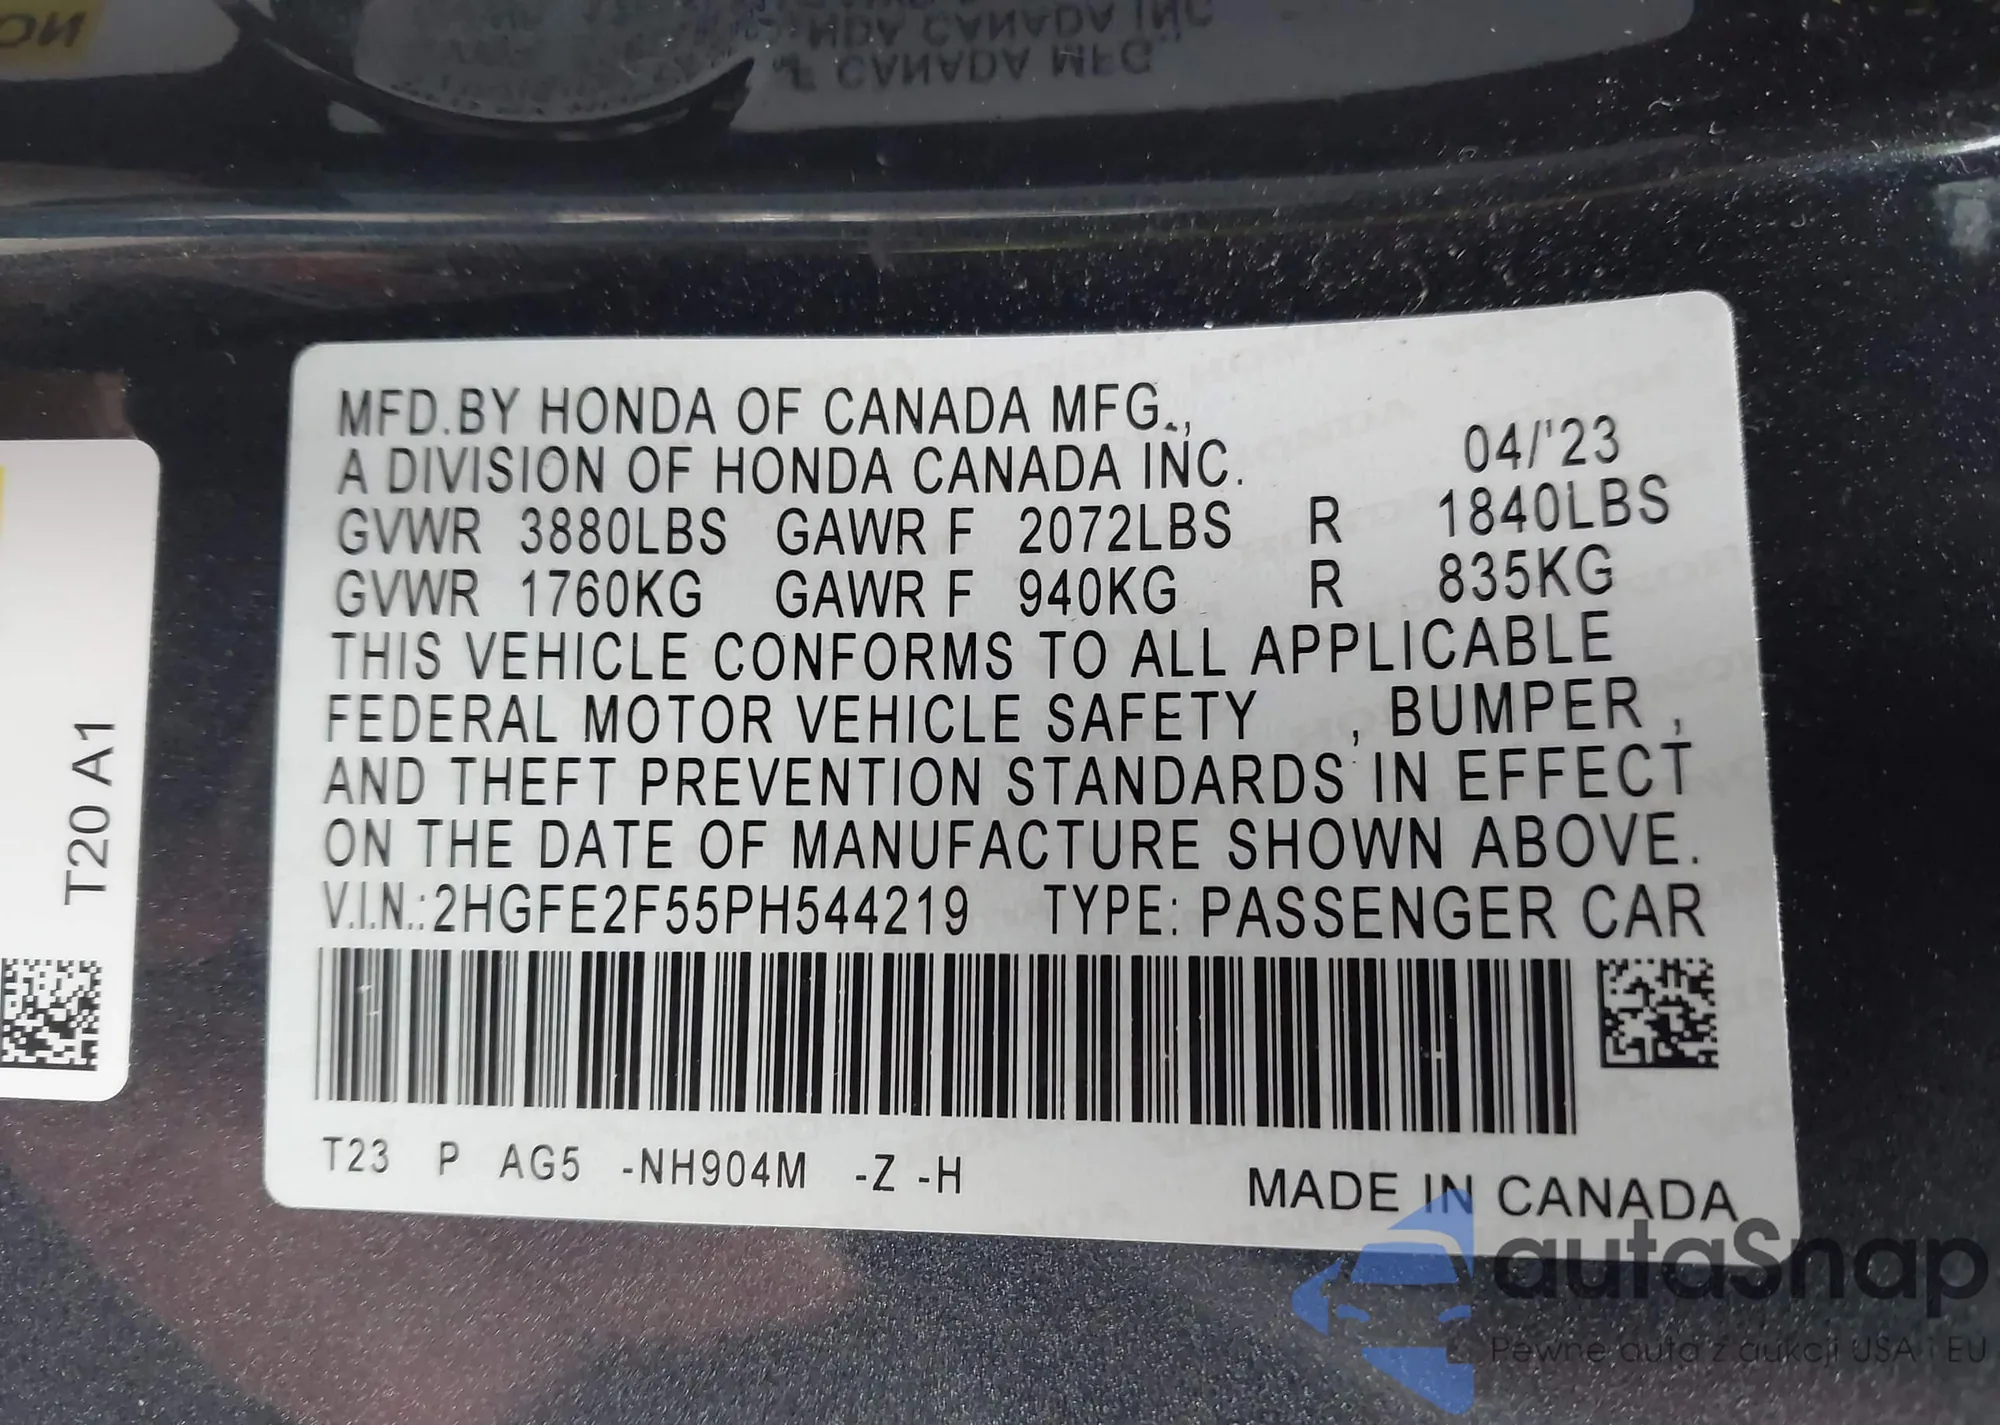 MFD.BY HONDA OF CANADA MFG.,
A DIVISION OF HONDA CANADA INC.
04/'23
GVWR 3880LBS GAWR F 2072LBS R 1840LBS
GVWR 1760KG GAWR F 940KG R 835KG
THIS VEHICLE CONFORMS TO ALL APPLICABLE
FEDERAL MOTOR VEHICLE SAFETY , BUMPER ,
AND THEFT PREVENTION STANDARDS IN EFFECT
ON THE DATE OF MANUFACTURE SHOWN ABOVE.
V.I.N.:2HGFE2F55PH544219 TYPE: PASSENGER CAR
T23 P AG5 -NH904M -Z -H
MADE IN CANADA
T20 A1
autaSnap
Pewne auta z aukcji USA i EU